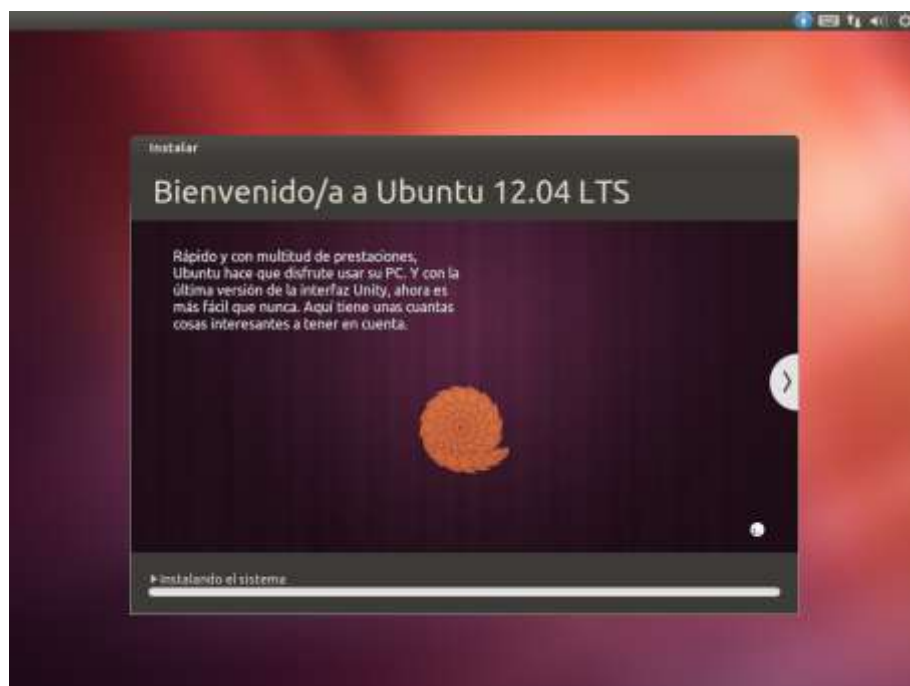 Instalar
Bienvenido/a a Ubuntu 12.04 LTS
Rápido y con multitud de prestaciones,
Ubuntu hace que disfrute usar su PC. Y con la
última versión de la interfaz Unity, ahora es
más fácil que nunca. Aquí tiene unas cuantas
cosas interesantes a tener en cuenta.
Instalando el sistema